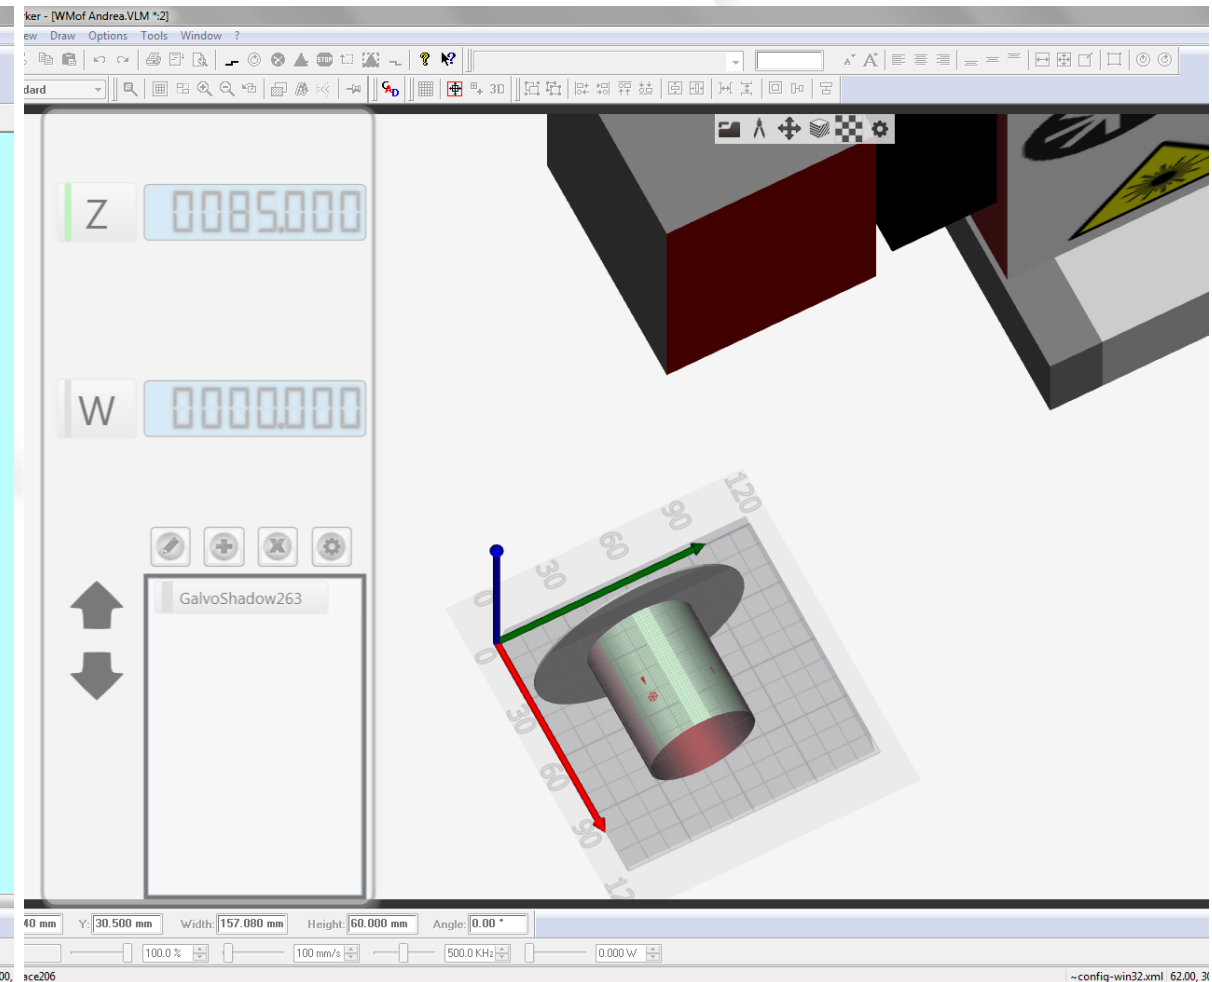 ker - [WMof Andrea.VLM *:2]
ew Draw Options Tools Window ?
dard
CAD
3D
Z 0085.000
W 0000.000
GalvoShadow263
0 30 60 90 120
0 30 60 90 12
40 mm Y: 30.500 mm Width: 157.080 mm Height: 60.000 mm Angle: 0.00 °
100.0 % 100 mm/s 500.0 KHz 0.000 W
00, ace206 ~config-win32.xml 62.00, 30